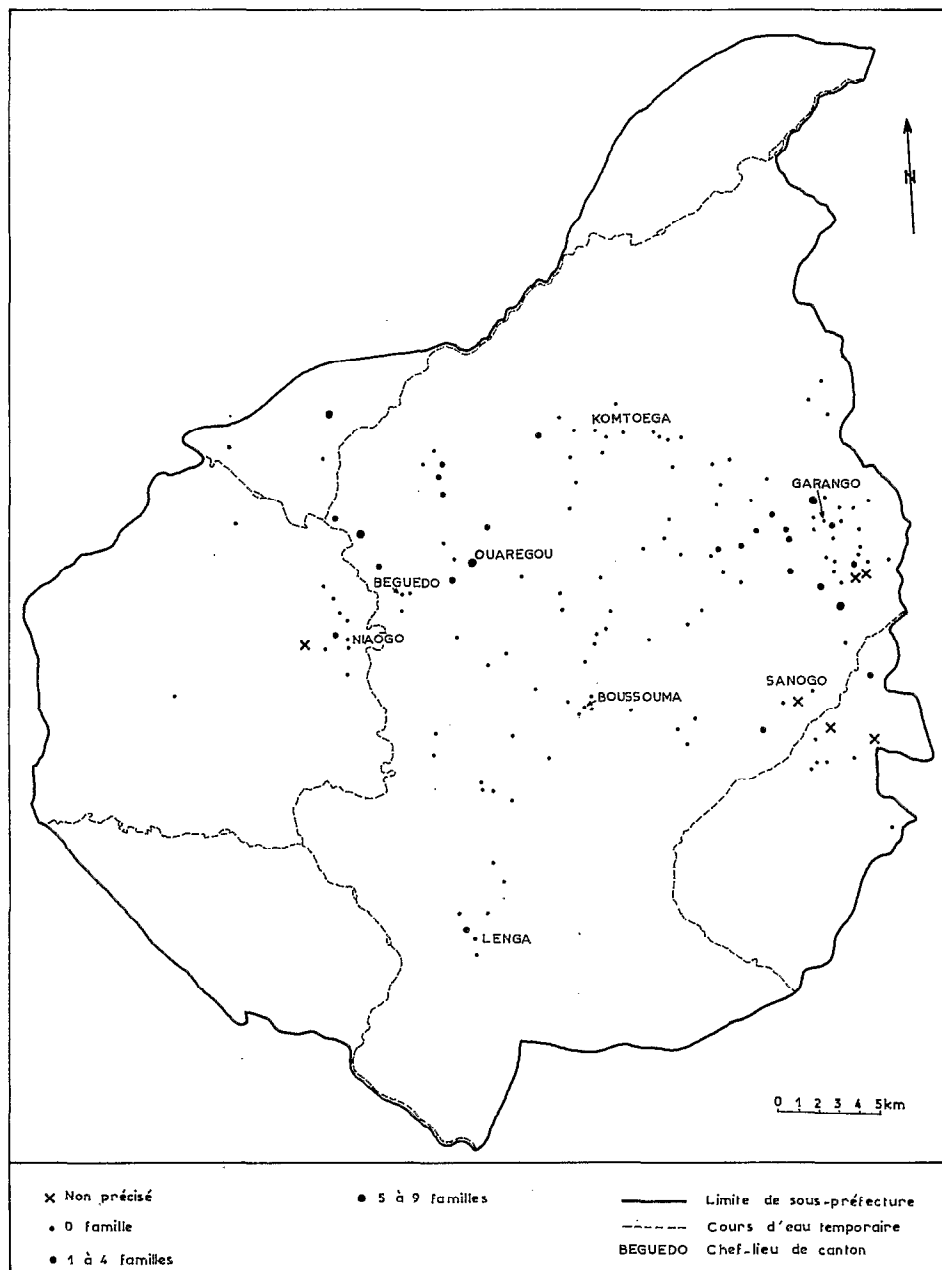 N
KOMTOEGA
GARANGO
OUAREGOU
BEGUEDO
NIAOGO
SANOGO
BOUSSOUMA
LENGA
0 1 2 3 4 5km
x Non précisé
• 0 famille
• 1 à 4 familles
• 5 à 9 familles
Limite de sous-préfecture
Cours d'eau temporaire
BEGUEDO Chef-lieu de canton